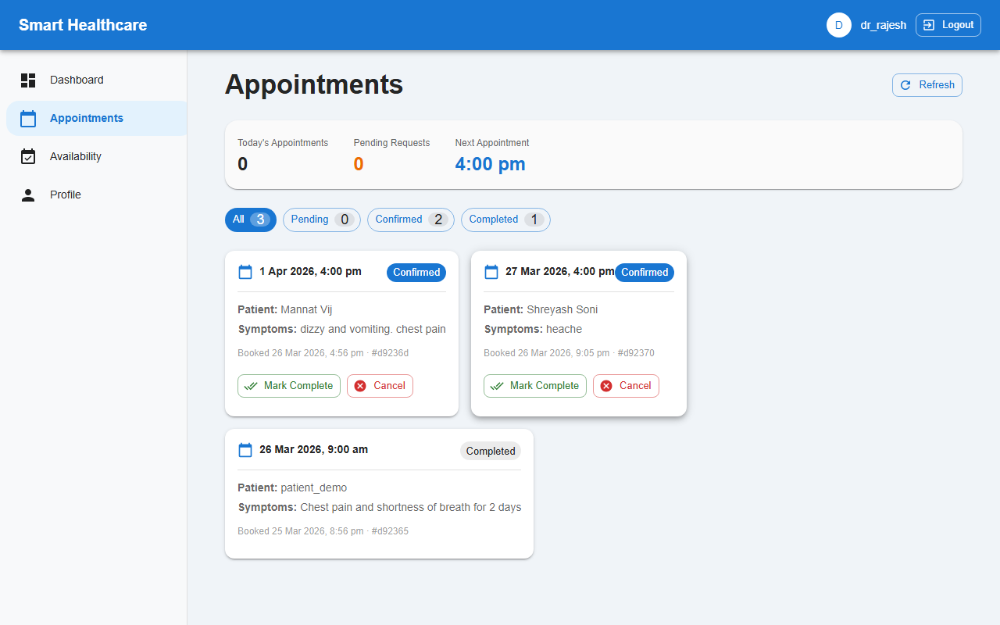 Smart Healthcare
D dr_rajesh Logout
Dashboard
Appointments
Availability
Profile
Appointments
Refresh
Today's Appointments Pending Requests Next Appointment
0 0 4:00 pm
All 3 Pending 0 Confirmed 2 Completed 1
1 Apr 2026, 4:00 pm Confirmed
Patient: Mannat Vij
Symptoms: dizzy and vomiting. chest pain
Booked 26 Mar 2026, 4:56 pm · #d9236d
Mark Complete Cancel
27 Mar 2026, 4:00 pm Confirmed
Patient: Shreyash Soni
Symptoms: heache
Booked 26 Mar 2026, 9:05 pm · #d92370
Mark Complete Cancel
26 Mar 2026, 9:00 am Completed
Patient: patient_demo
Symptoms: Chest pain and shortness of breath for 2 days
Booked 25 Mar 2026, 8:56 pm · #d92365